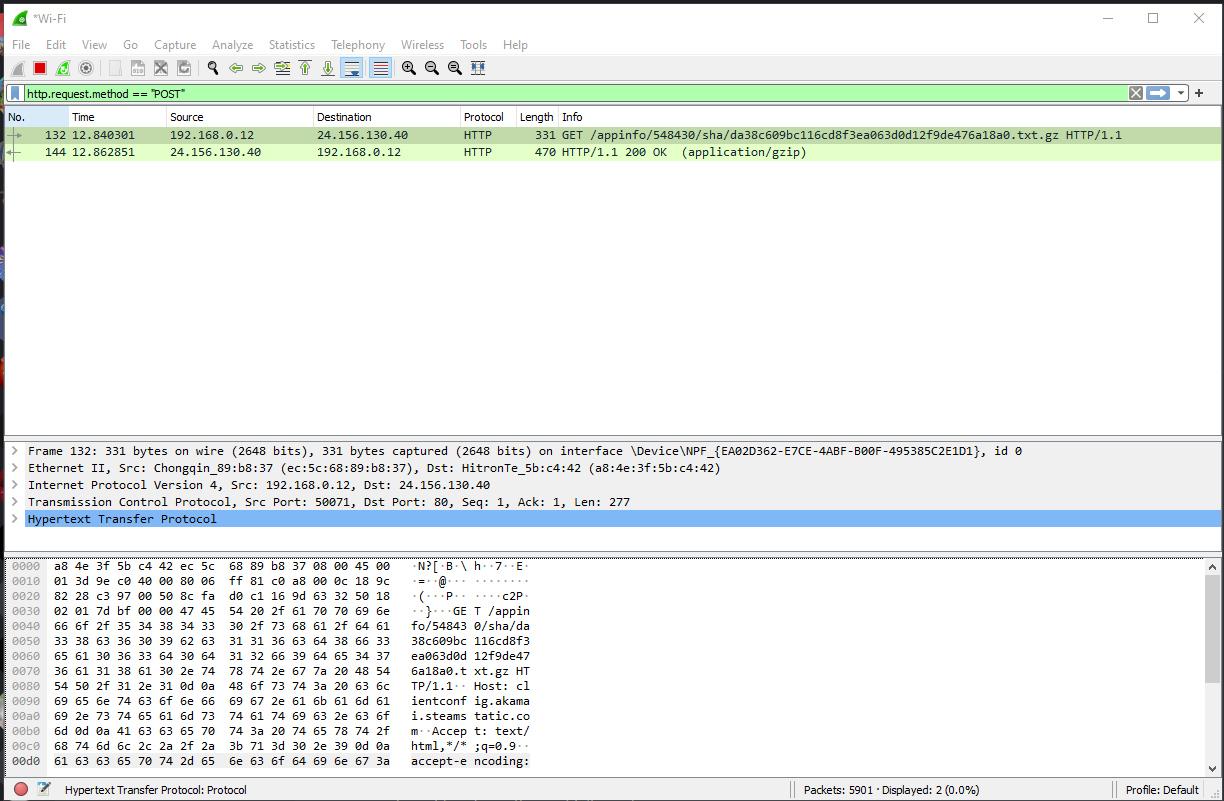 *Wi-Fi
File Edit View Go Capture Analyze Statistics Telephony Wireless Tools Help
http.request.method == "POST"
No. Time Source Destination Protocol Length Info
132 12.840301 192.168.0.12 24.156.130.40 HTTP 331 GET /appinfo/548430/sha/da38c609bc116cd8f3ea063d0d12f9de476a18a0.txt.gz HTTP/1.1
144 12.862851 24.156.130.40 192.168.0.12 HTTP 470 HTTP/1.1 200 OK (application/gzip)
Frame 132: 331 bytes on wire (2648 bits), 331 bytes captured (2648 bits) on interface \Device\NPF_{EA02D362-E7CE-4ABF-B00F-495385C2E1D1}, id 0
Ethernet II, Src: Chongqin_89:b8:37 (ec:5c:68:89:b8:37), Dst: HitronTe_5b:c4:42 (a8:4e:3f:5b:c4:42)
Internet Protocol Version 4, Src: 192.168.0.12, Dst: 24.156.130.40
Transmission Control Protocol, Src Port: 50071, Dst Port: 80, Seq: 1, Ack: 1, Len: 277
Hypertext Transfer Protocol
0000 a8 4e 3f 5b c4 42 ec 5c 68 89 b8 37 08 00 45 00 ·N?[·B·\ h··7··E·
0010 01 3d 9e c0 40 00 80 06 ff 81 c0 a8 00 0c 18 9c ·=··@··· ········
0020 82 28 c3 97 00 50 8c fa d0 c1 16 9d 63 32 50 18 ·(···P·· ····c2P·
0030 02 01 7d bf 00 00 47 45 54 20 2f 61 70 70 69 6e ··}···GE T /appin
0040 66 6f 2f 35 34 38 34 33 30 2f 73 68 61 2f 64 61 fo/54843 0/sha/da
0050 33 38 63 36 30 39 62 63 31 31 36 63 64 38 66 33 38c609bc 116cd8f3
0060 65 61 30 36 33 64 30 64 31 32 66 39 64 65 34 37 ea063d0d 12f9de47
0070 36 61 31 38 61 30 2e 74 78 74 2e 67 7a 20 48 54 6a18a0.t xt.gz HT
0080 54 50 2f 31 2e 31 0d 0a 48 6f 73 74 3a 20 63 6c TP/1.1·· Host: cl
0090 69 65 6e 74 63 6f 6e 66 69 67 2e 61 6b 61 6d 61 ientconf ig.akama
00a0 69 2e 73 74 65 61 6d 73 74 61 74 69 63 2e 63 6f i.steams tatic.co
00b0 6d 0d 0a 41 63 63 65 70 74 3a 20 74 65 78 74 2f m··Accep t: text/
00c0 68 74 6d 6c 2c 2a 2f 2a 3b 71 3d 30 2e 39 0d 0a html,*/* ;q=0.9··
00d0 61 63 63 65 70 74 2d 65 6e 63 6f 64 69 6e 67 3a accept-e ncoding:
Hypertext Transfer Protocol: Protocol Packets: 5901 · Displayed: 2 (0.0%) Profile: Default